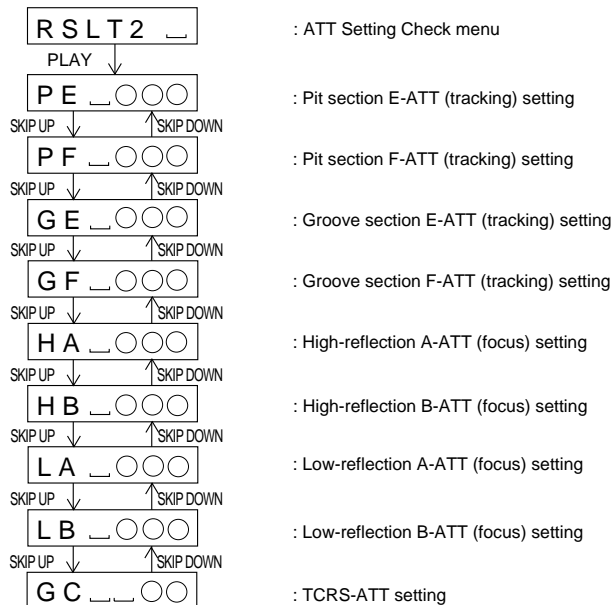 RSLT2 ⎵ : ATT Setting Check menu
PLAY
PE ⎵○○○ : Pit section E-ATT (tracking) setting
SKIP UP SKIP DOWN
PF ⎵○○○ : Pit section F-ATT (tracking) setting
SKIP UP SKIP DOWN
GE ⎵○○○ : Groove section E-ATT (tracking) setting
SKIP UP SKIP DOWN
GF ⎵○○○ : Groove section F-ATT (tracking) setting
SKIP UP SKIP DOWN
HA ⎵○○○ : High-reflection A-ATT (focus) setting
SKIP UP SKIP DOWN
HB ⎵○○○ : High-reflection B-ATT (focus) setting
SKIP UP SKIP DOWN
LA ⎵○○○ : Low-reflection A-ATT (focus) setting
SKIP UP SKIP DOWN
LB ⎵○○○ : Low-reflection B-ATT (focus) setting
SKIP UP SKIP DOWN
GC ⎵⎵○○ : TCRS-ATT setting